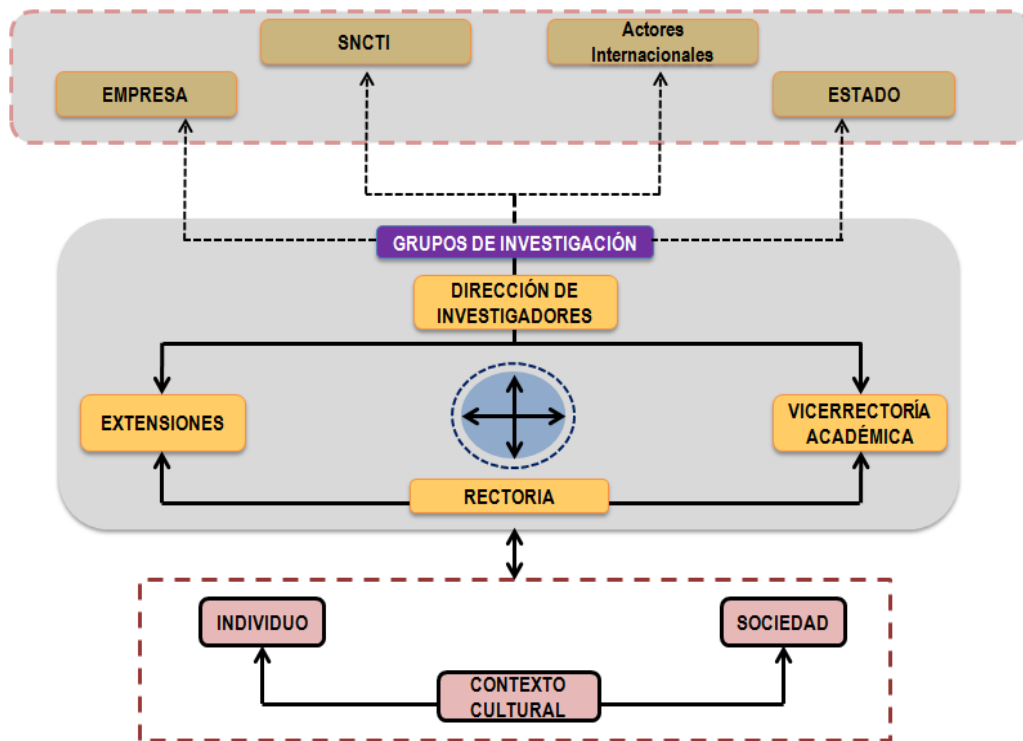 SNCTI
Actores
Internacionales
EMPRESA
ESTADO
GRUPOS DE INVESTIGACIÓN
DIRECCIÓN DE
INVESTIGADORES
EXTENSIONES
VICERRECTORÍA
ACADÉMICA
RECTORIA
INDIVIDUO
SOCIEDAD
CONTEXTO
CULTURAL